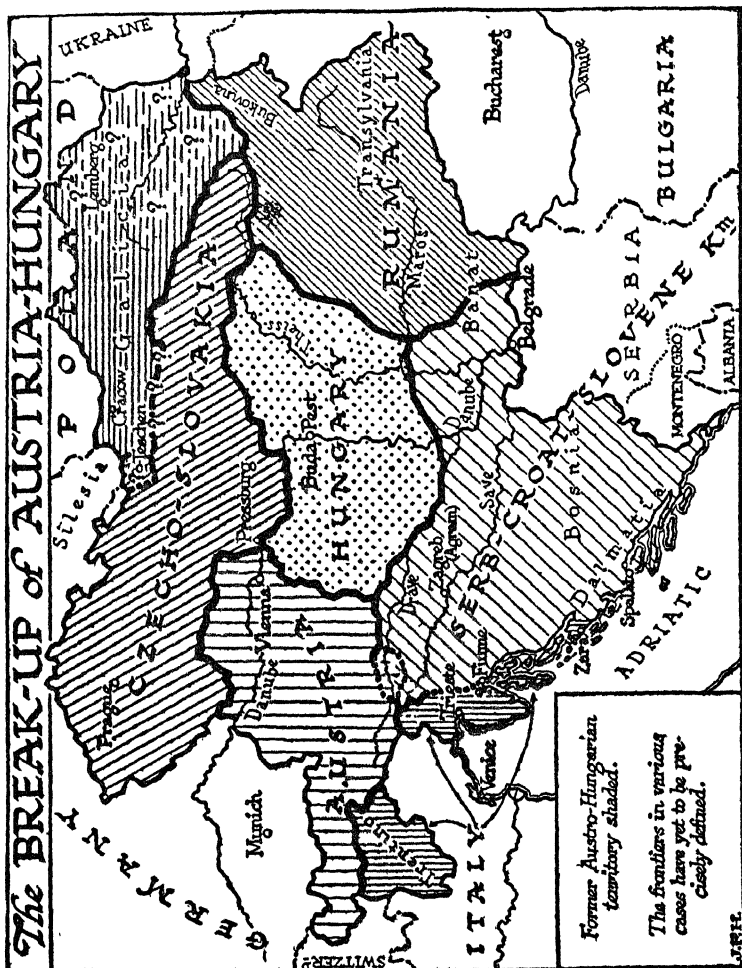 The BREAK-UP of AUSTRIA-HUNGARY
UKRAINE
POLAND
Silesia
GERMANY
Lemberg
?
?
?
?
?
Cracow
Galicia
Teschen
Prague
CZECHO-SLOVAKIA
Pressburg
Bukovina
Munich
Danube
Vienna
AUSTRIA
Buda Pest
HUNGARY
Theiss
Transylvania
RUMANIA
Maros
Bucharest
Danube
SWITZER
ITALY
Venice
Trieste
Fiume
Drave
Zagreb
(Agram)
Save
Danube
Banat
Belgrade
SERB-CROAT-SLOVENE Km
Bosnia
Dalmatia
Zara
Spalato
ADRIATIC
SERBIA
MONTENEGRO
ALBANIA
BULGARIA
Former Austro-Hungarian
territory shaded.
The frontiers in various
cases have yet to be pre-
cisely defined.
J.F.H.